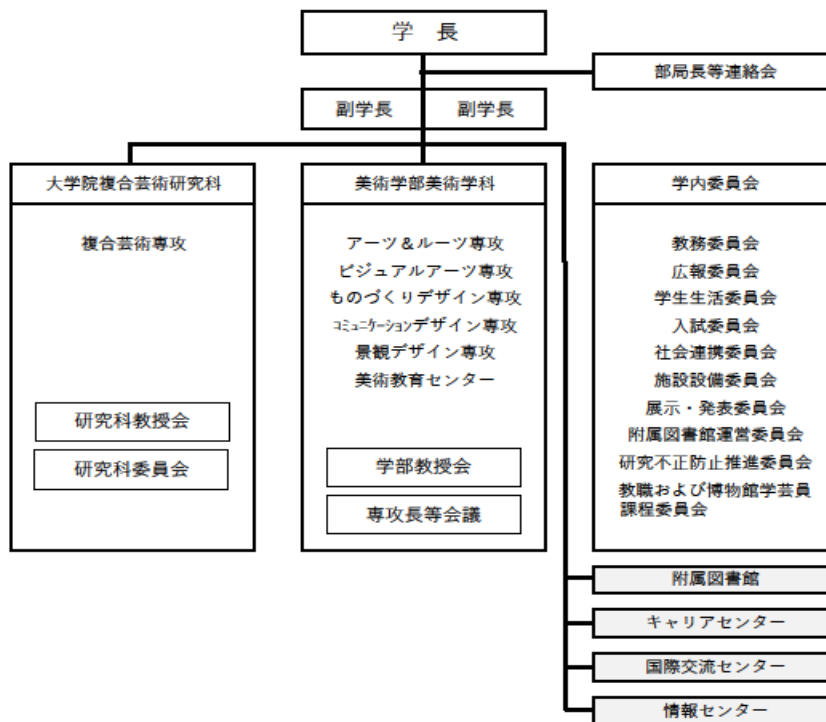 学　長
部局長等連絡会
副学長
副学長
大学院複合芸術研究科
複合芸術専攻
研究科教授会
研究科委員会
美術学部美術学科
アーツ＆ルーツ専攻
ビジュアルアーツ専攻
ものづくりデザイン専攻
ｺﾐｭﾆｹｰｼｮﾝデザイン専攻
景観デザイン専攻
美術教育センター
学部教授会
専攻長等会議
学内委員会
教務委員会
広報委員会
学生生活委員会
入試委員会
社会連携委員会
施設設備委員会
展示・発表委員会
附属図書館運営委員会
研究不正防止推進委員会
教職および博物館学芸員
課程委員会
附属図書館
キャリアセンター
国際交流センター
情報センター